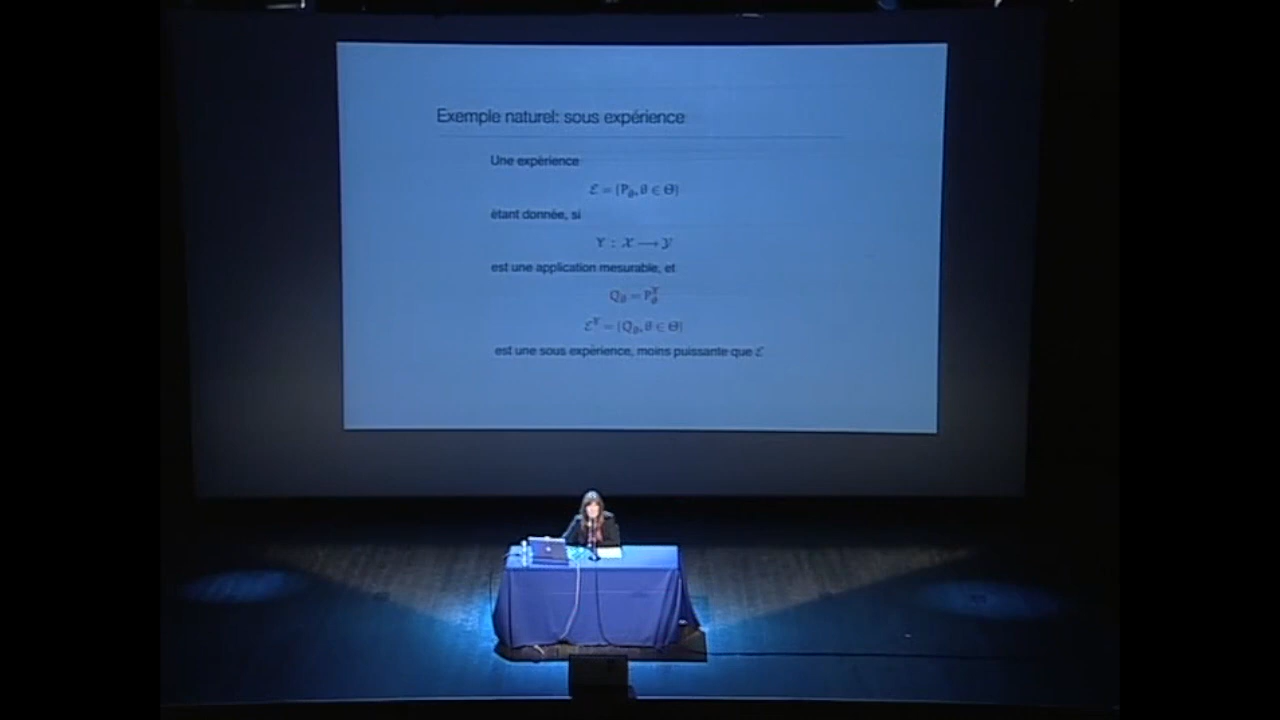 Exemple naturel: sous expérience
Une expérience
ℰ = {P_θ, θ ∈ Θ}
étant donnée, si
Y : 𝒳 ⟶ 𝒴
est une application mesurable, et
Q_θ = P_θ^Y
ℰ^Y = {Q_θ, θ ∈ Θ}
est une sous expérience, moins puissante que ℰ